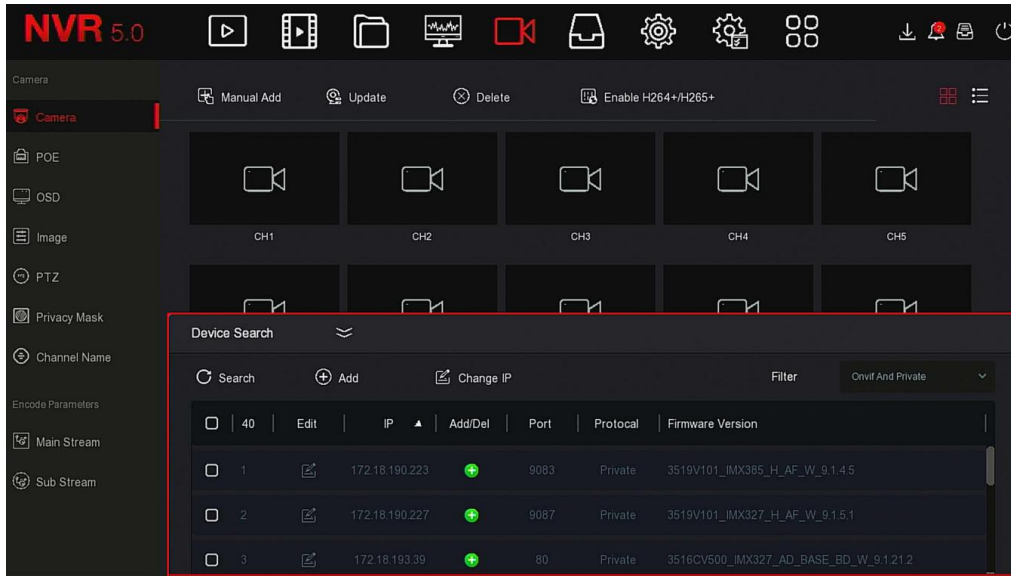 NVR 5.0
2
Camera
Camera
POE
OSD
Image
PTZ
Privacy Mask
Channel Name
Encode Parameters
Main Stream
Sub Stream
Manual Add Update Delete Enable H264+/H265+
CH1 CH2 CH3 CH4 CH5
Device Search
Search Add Change IP Filter Onvif And Private
40 Edit IP Add/Del Port Protocal Firmware Version
1 172.18.190.223 9083 Private 3519V101_IMX385_H_AF_W_9.1.4.5
2 172.18.190.227 9087 Private 3519V101_IMX327_H_AF_W_9.1.5.1
3 172.18.193.39 80 Private 3516CV500_IMX327_AD_BASE_BD_W_9.1.21.2